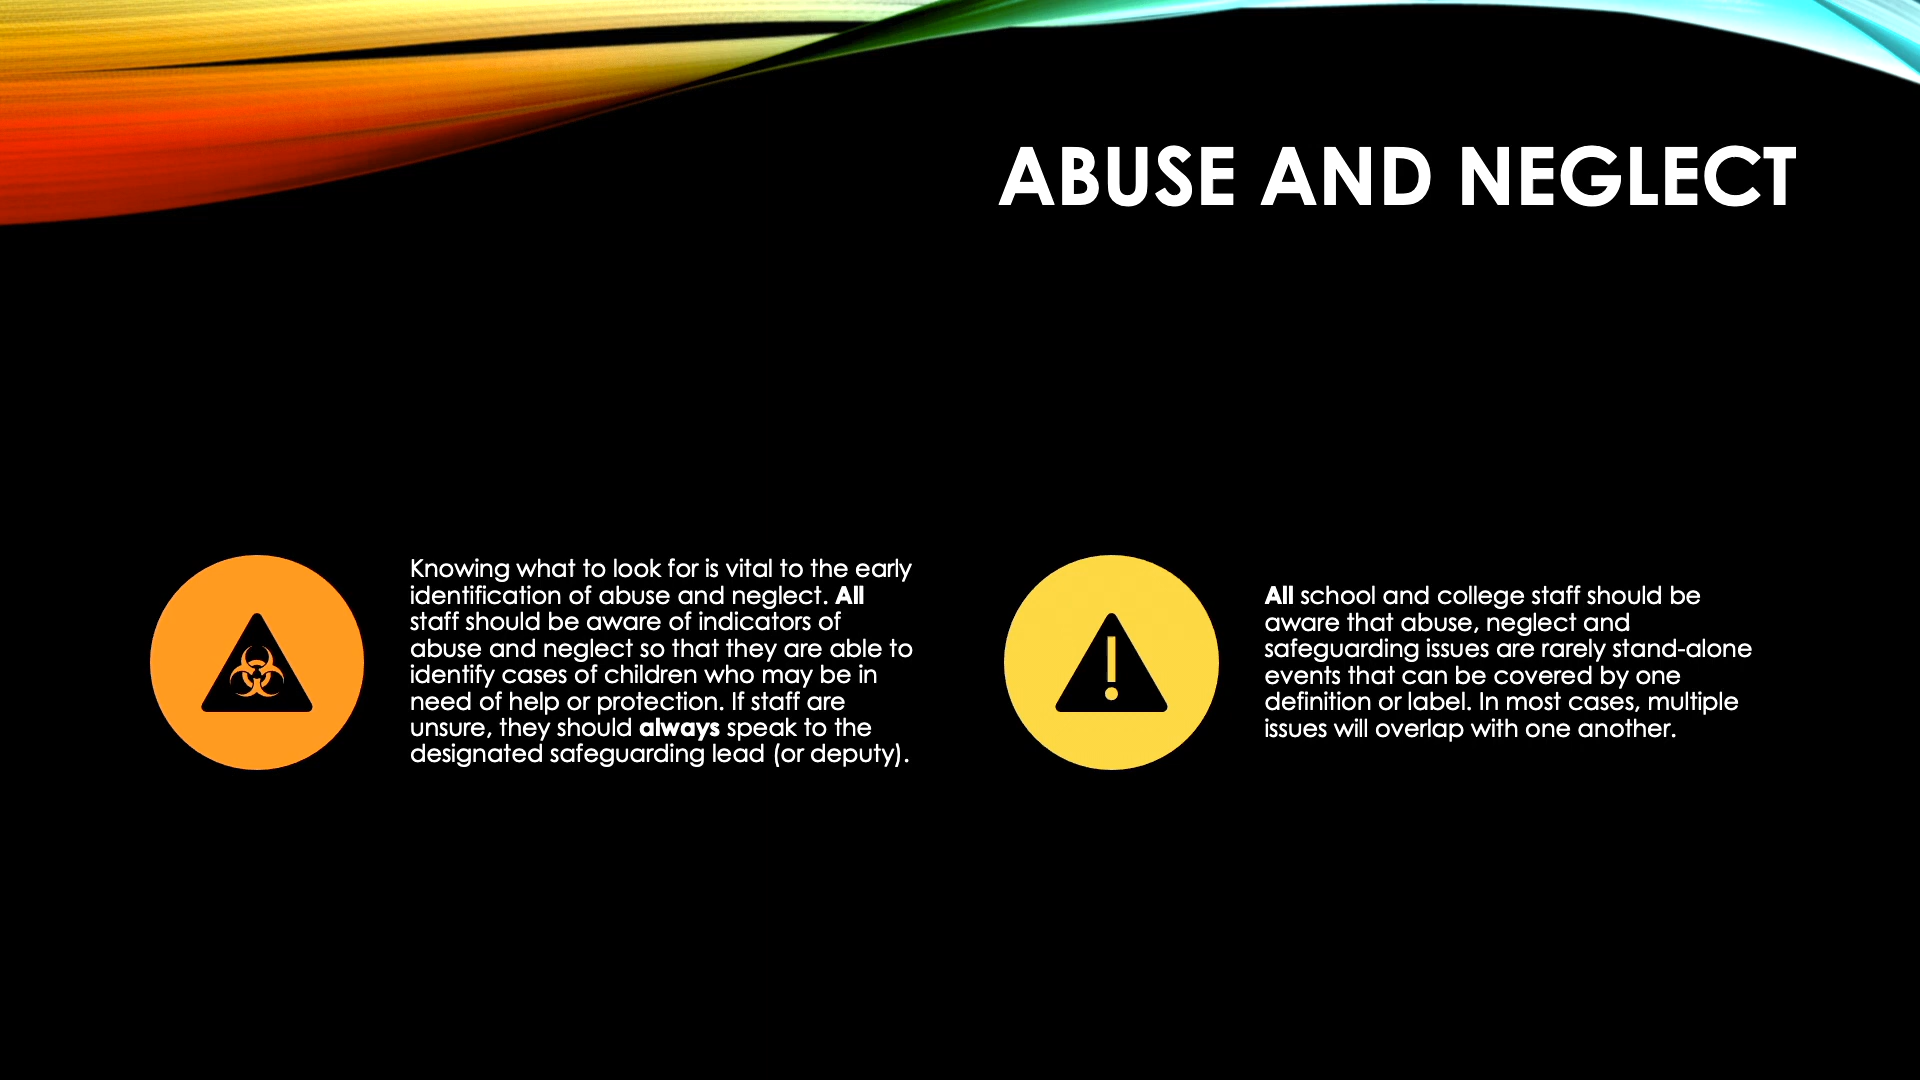 ABUSE AND NEGLECT
Knowing what to look for is vital to the early
identification of abuse and neglect. All
staff should be aware of indicators of
abuse and neglect so that they are able to
identify cases of children who may be in
need of help or protection. If staff are
unsure, they should always speak to the
designated safeguarding lead (or deputy).
All school and college staff should be
aware that abuse, neglect and
safeguarding issues are rarely stand-alone
events that can be covered by one
definition or label. In most cases, multiple
issues will overlap with one another.